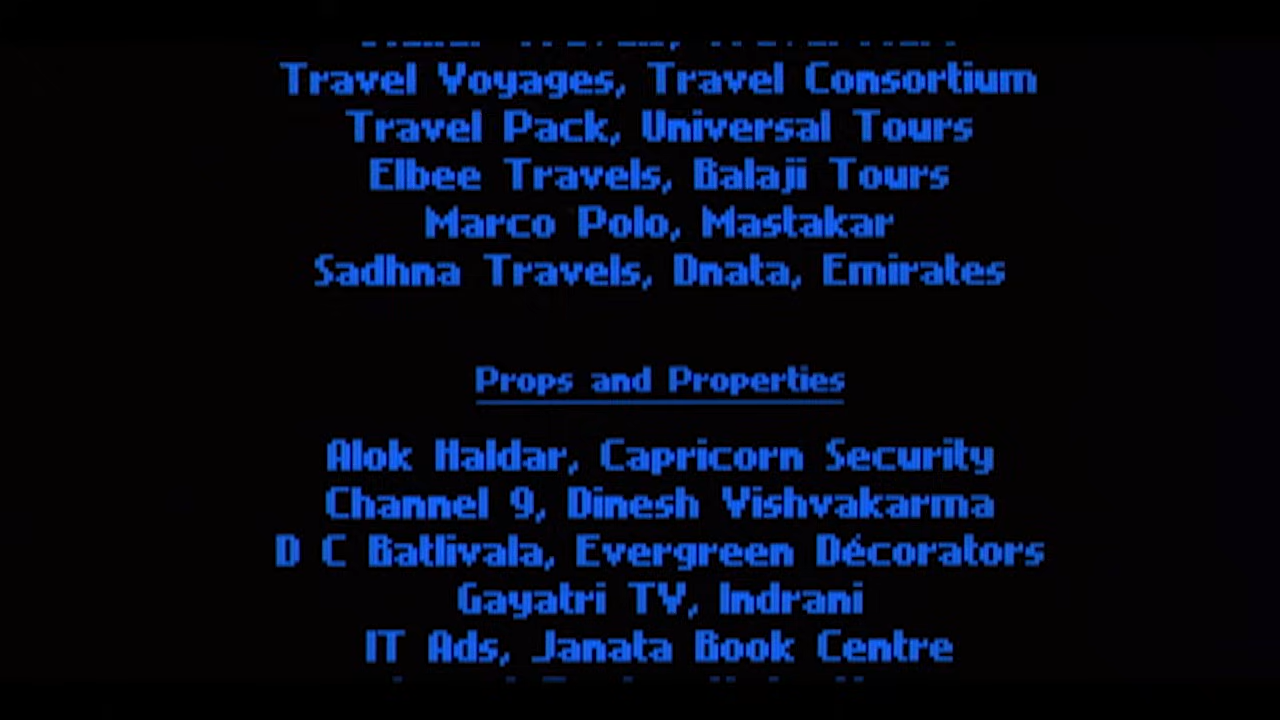 Travel Voyages, Travel Consortium
Travel Pack, Universal Tours
Elbee Travels, Balaji Tours
Marco Polo, Mastakar
Sadhna Travels, Dnata, Emirates
Props and Properties
Alok Haldar, Capricorn Security
Channel 9, Dinesh Vishvakarma
D C Batlivala, Evergreen Décorators
Gayatri TV, Indrani
IT Ads, Janata Book Centre